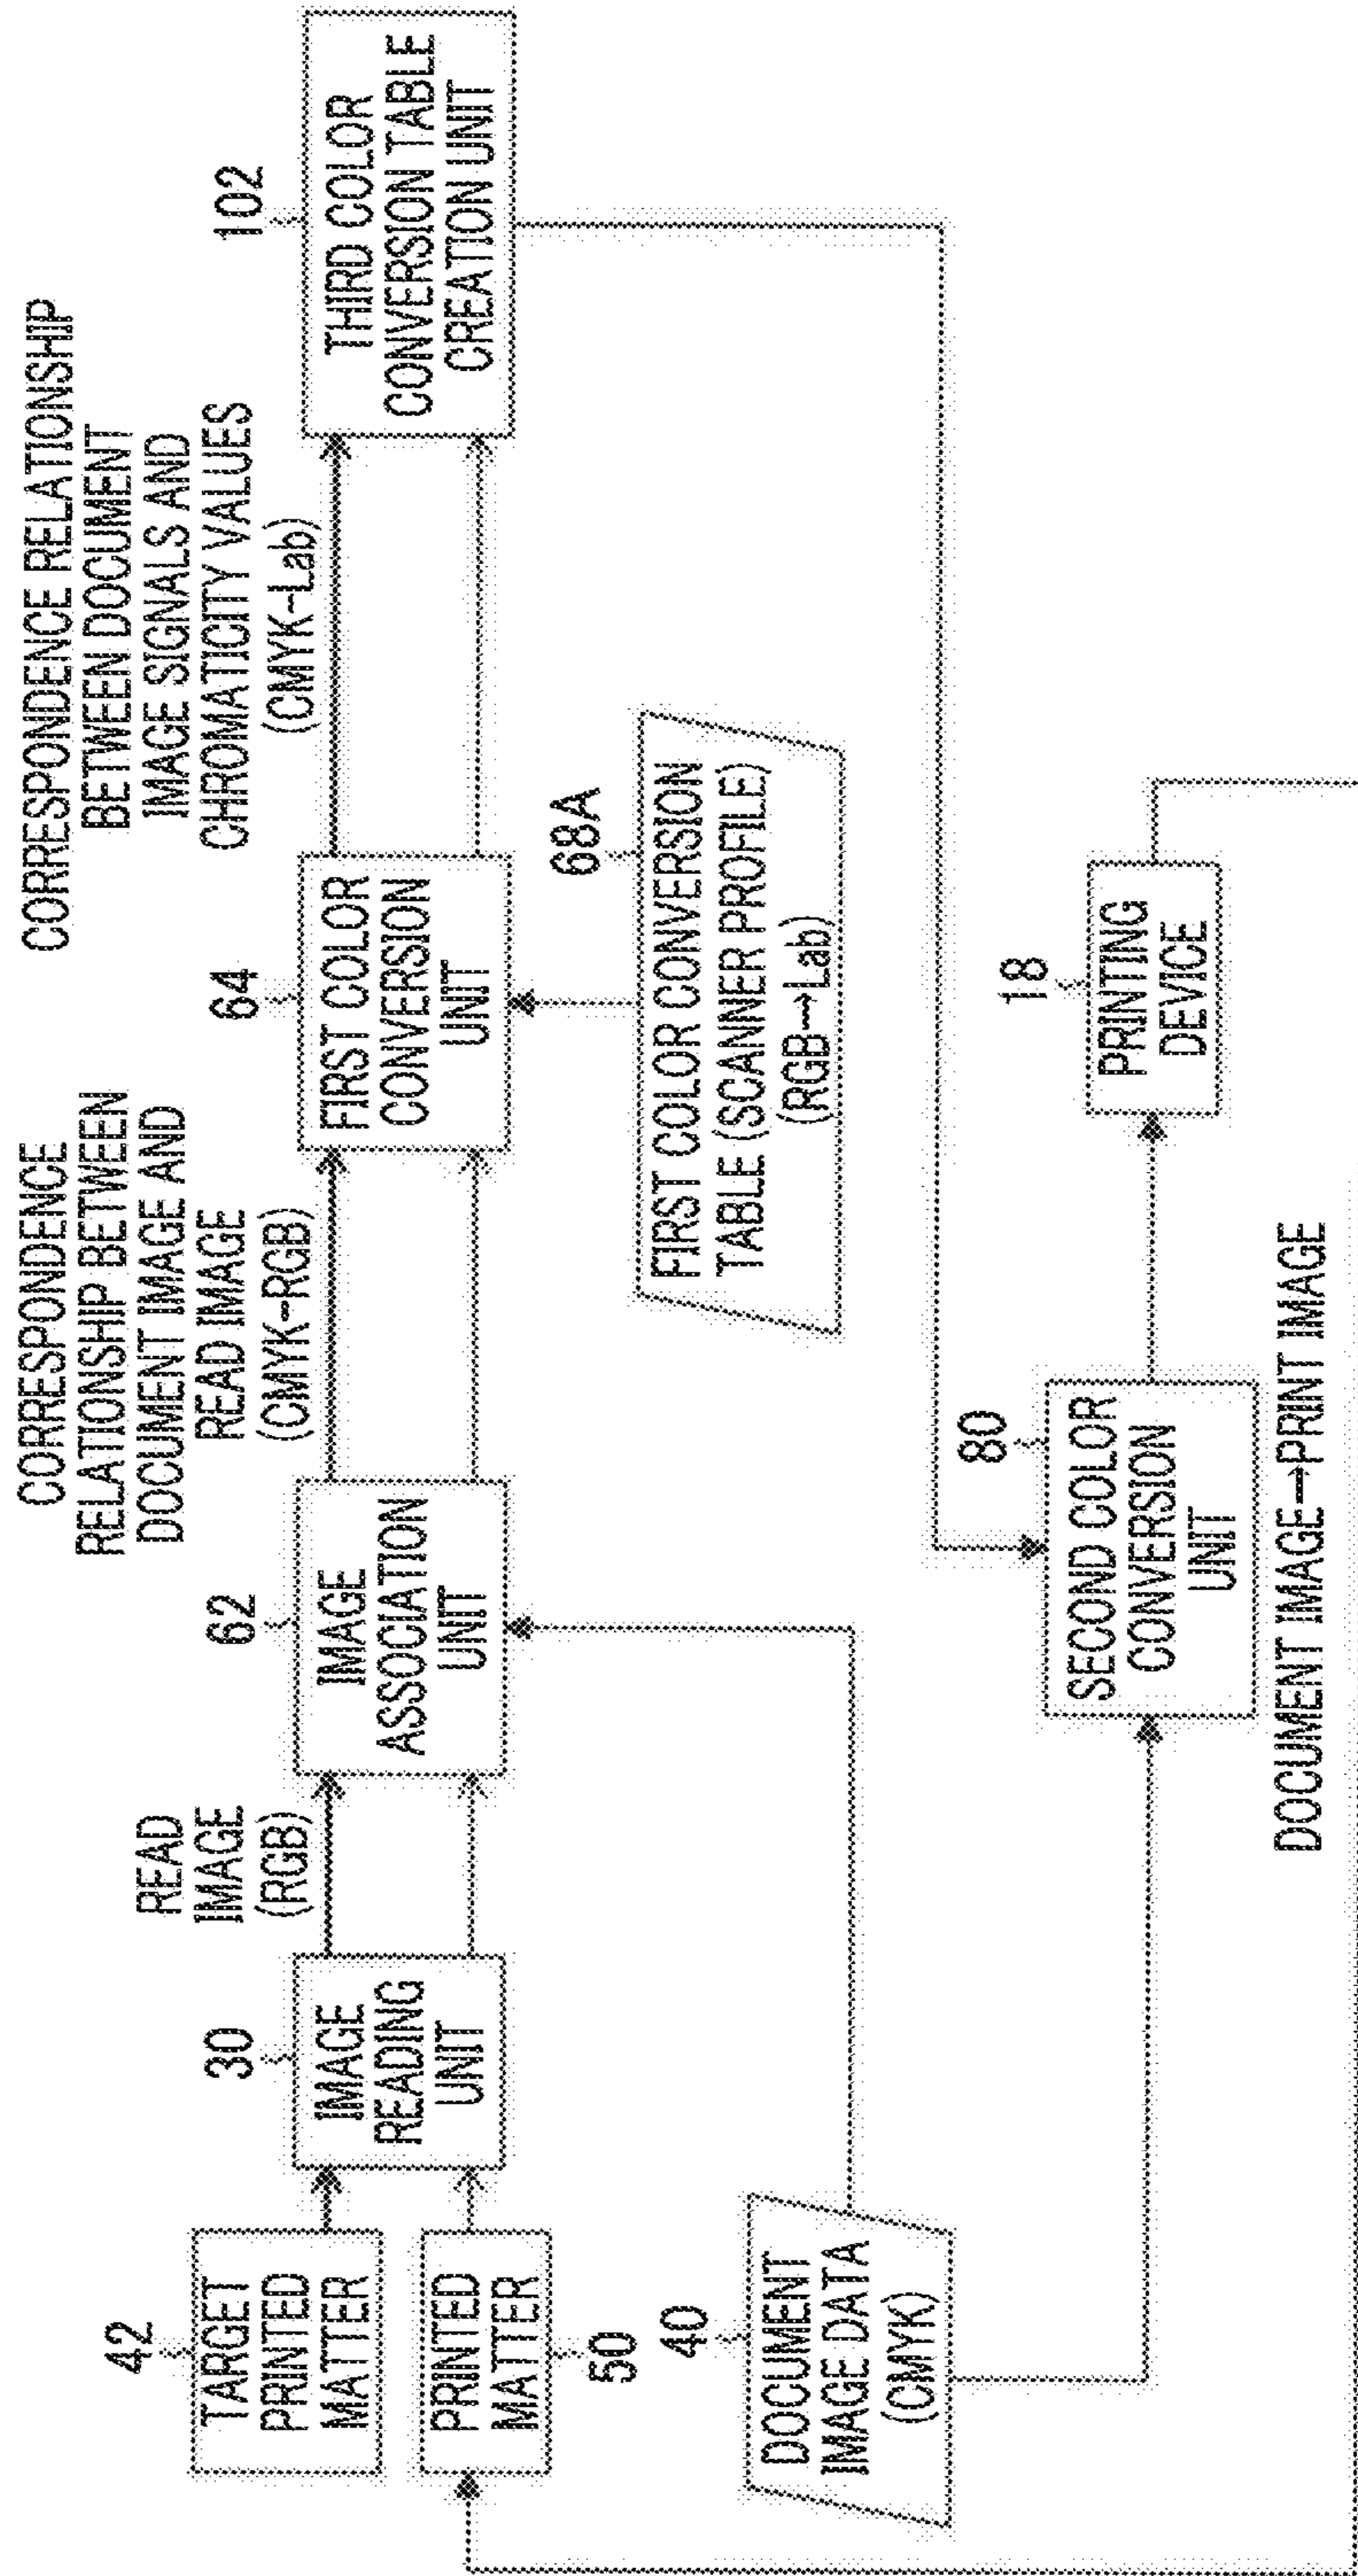 42
TARGET
PRINTED
MATTER
PRINTED
MATTER
50
30
IMAGE
READING
UNIT
READ
IMAGE
(RGB)
62
IMAGE
ASSOCIATION
UNIT
CORRESPONDENCE
RELATIONSHIP BETWEEN
DOCUMENT IMAGE AND
READ IMAGE
(CMYK-RGB)
64
FIRST COLOR
CONVERSION
UNIT
CORRESPONDENCE RELATIONSHIP
BETWEEN DOCUMENT
IMAGE SIGNALS AND
CHROMATICITY VALUES
(CMYK-Lab)
102
THIRD COLOR
CONVERSION TABLE
CREATION UNIT
68A
FIRST COLOR CONVERSION
TABLE (SCANNER PROFILE)
(RGB→Lab)
40
DOCUMENT
IMAGE DATA
(CMYK)
80
SECOND COLOR
CONVERSION
UNIT
DOCUMENT IMAGE→PRINT IMAGE
18
PRINTING
DEVICE